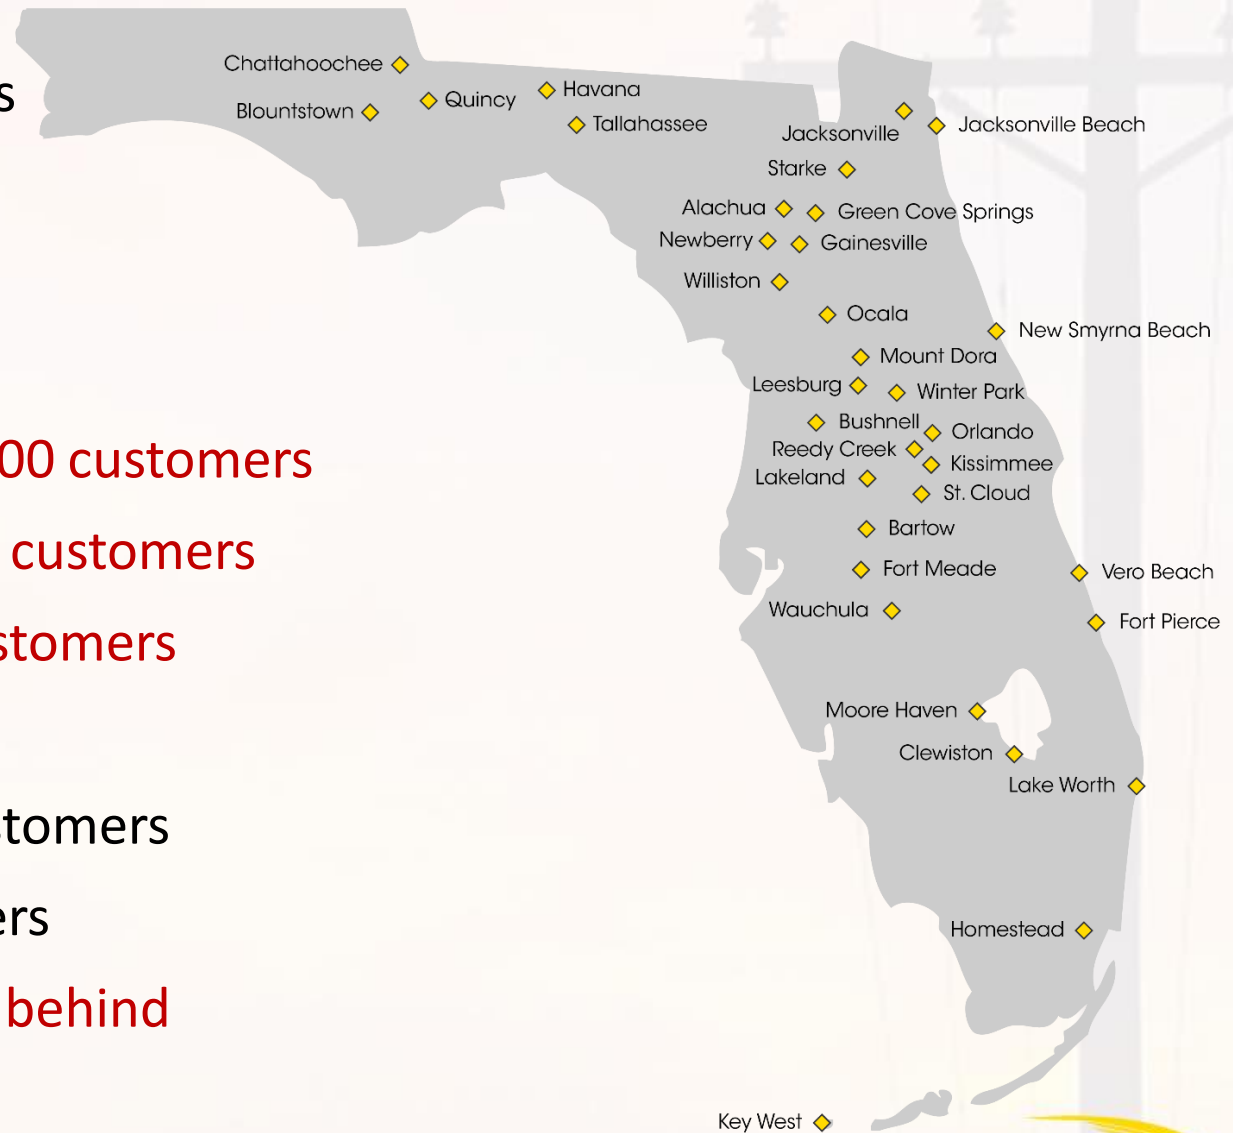 s
00 customers
customers
stomers
stomers
ers
behind
Chattahoochee
Blountstown
Quincy
Havana
Tallahassee
Jacksonville
Jacksonville Beach
Starke
Alachua
Green Cove Springs
Newberry
Gainesville
Williston
Ocala
New Smyrna Beach
Mount Dora
Leesburg
Winter Park
Bushnell
Orlando
Reedy Creek
Kissimmee
Lakeland
St. Cloud
Bartow
Fort Meade
Vero Beach
Wauchula
Fort Pierce
Moore Haven
Clewiston
Lake Worth
Homestead
Key West